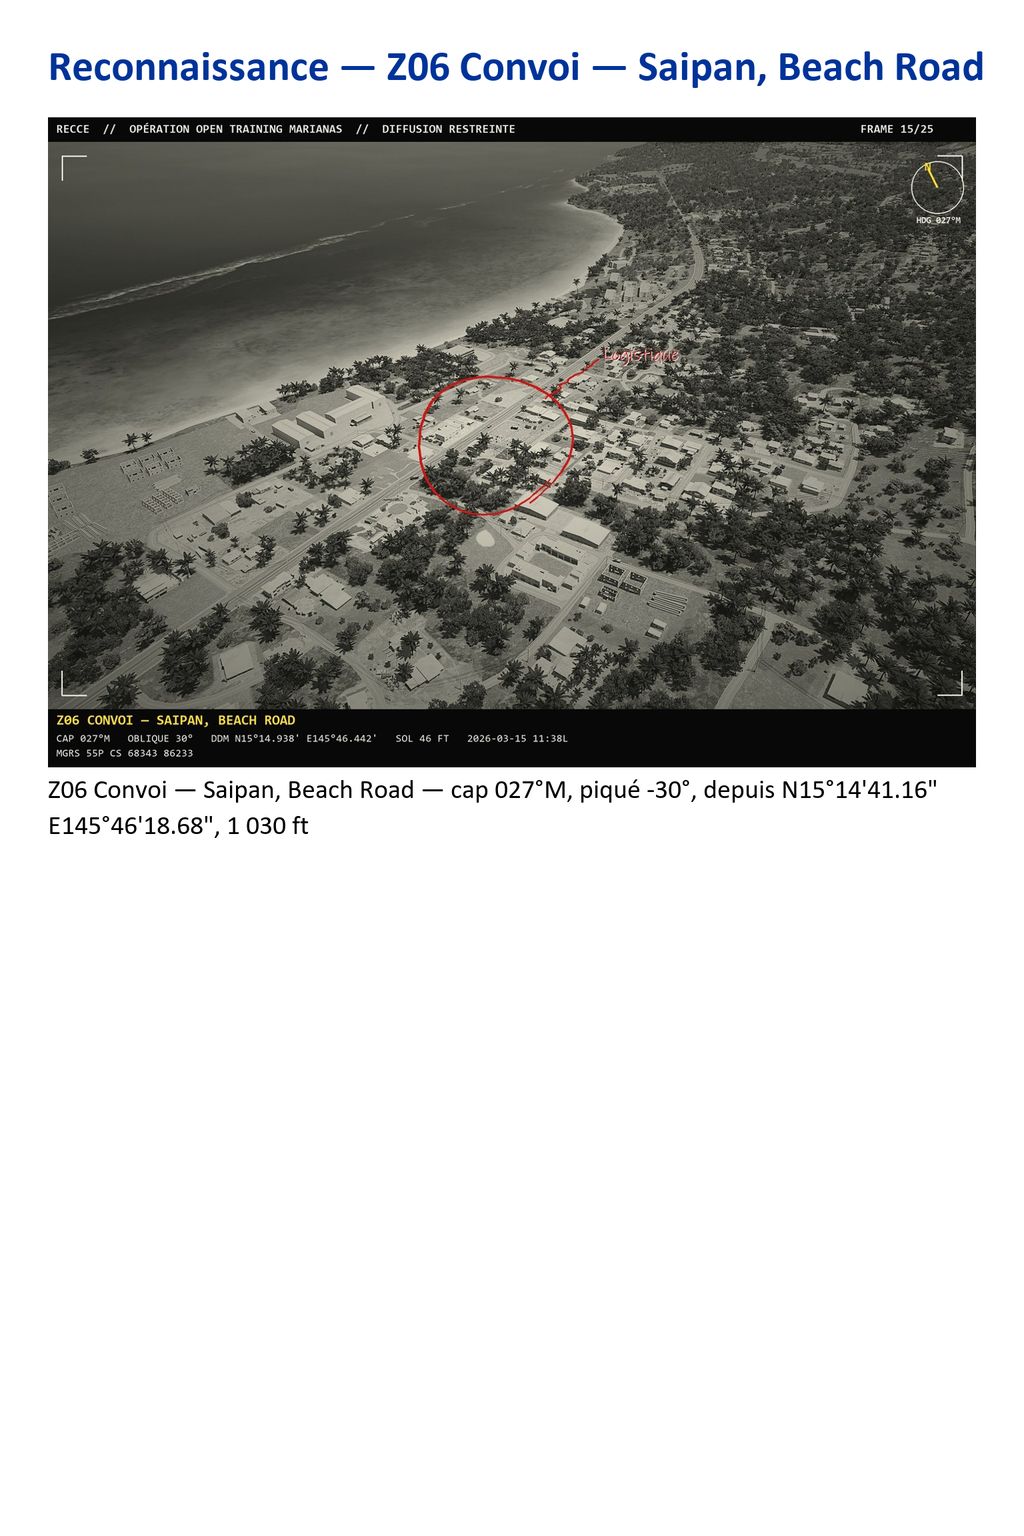 Reconnaissance — Z06 Convoi — Saipan, Beach Road
RECCE // OPÉRATION OPEN TRAINING MARIANAS // DIFFUSION RESTREINTE FRAME 15/25
N
HDG 027°M
Logistique
Z06 CONVOI — SAIPAN, BEACH ROAD
CAP 027°M OBLIQUE 30° DDM N15°14.938' E145°46.442' SOL 46 FT 2026-03-15 11:38L
MGRS 55P CS 68343 86233
Z06 Convoi — Saipan, Beach Road — cap 027°M, piqué -30°, depuis N15°14'41.16"
E145°46'18.68", 1 030 ft